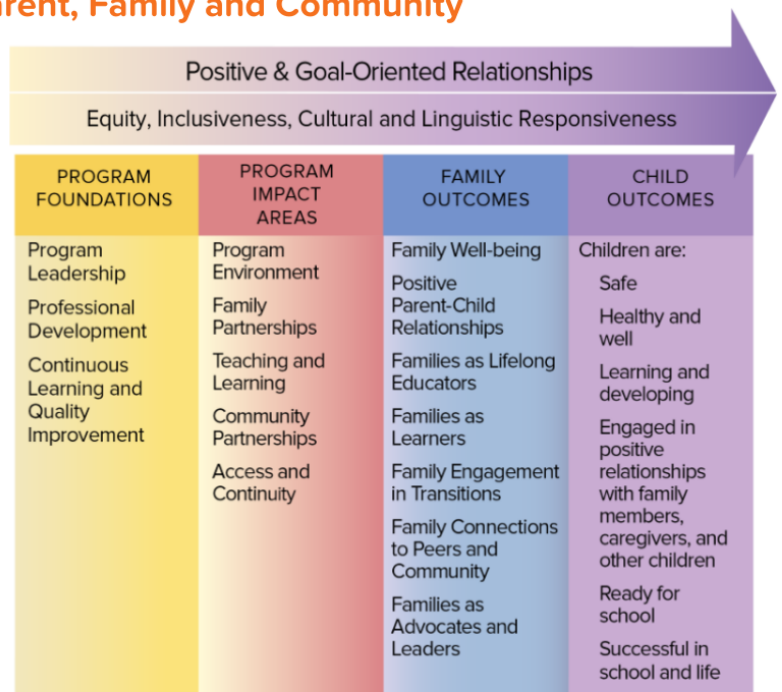 arent, Family and Community
Positive & Goal-Oriented Relationships
Equity, Inclusiveness, Cultural and Linguistic Responsiveness
PROGRAM
FOUNDATIONS
Program
Leadership
Professional
Development
Continuous
Learning and
Quality
Improvement
PROGRAM
IMPACT
AREAS
Program
Environment
Family
Partnerships
Teaching and
Learning
Community
Partnerships
Access and
Continuity
FAMILY
OUTCOMES
Family Well-being
Positive
Parent-Child
Relationships
Families as Lifelong
Educators
Families as
Learners
Family Engagement
in Transitions
Family Connections
to Peers and
Community
Families as
Advocates and
Leaders
CHILD
OUTCOMES
Children are:
Safe
Healthy and
well
Learning and
developing
Engaged in
positive
relationships
with family
members,
caregivers, and
other children
Ready for
school
Successful in
school and life